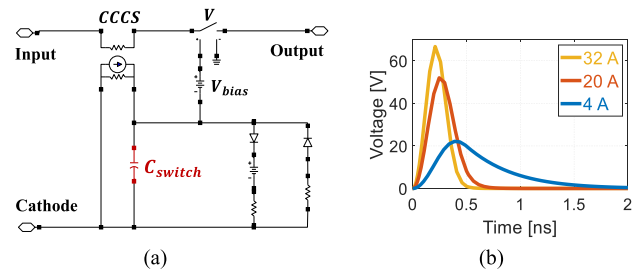 CCCS
V
Input
Output
V_bias
C_switch
Cathode
(a)
Voltage [V]
60
40
20
0
32 A
20 A
4 A
0 0.5 1 1.5 2
Time [ns]
(b)